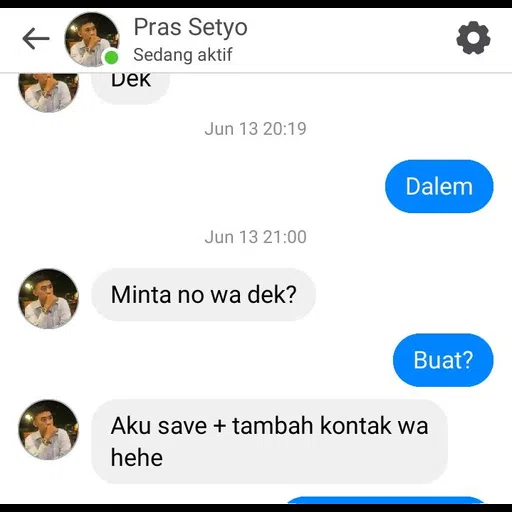 Pras Setyo
Sedang aktif
Dek
Jun 13 20:19
Dalem
Jun 13 21:00
Minta no wa dek?
Buat?
Aku save + tambah kontak wa
hehe